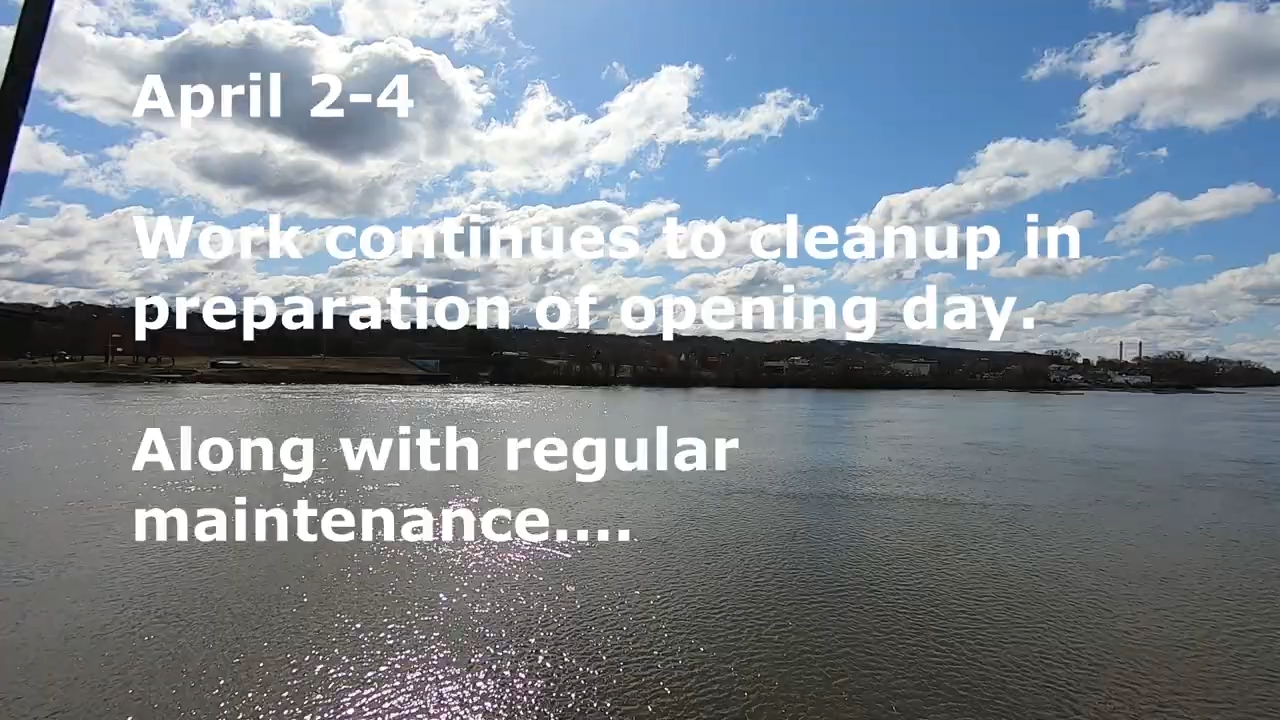 April 2-4
Work continues to cleanup in
preparation of opening day.
Along with regular
maintenance....